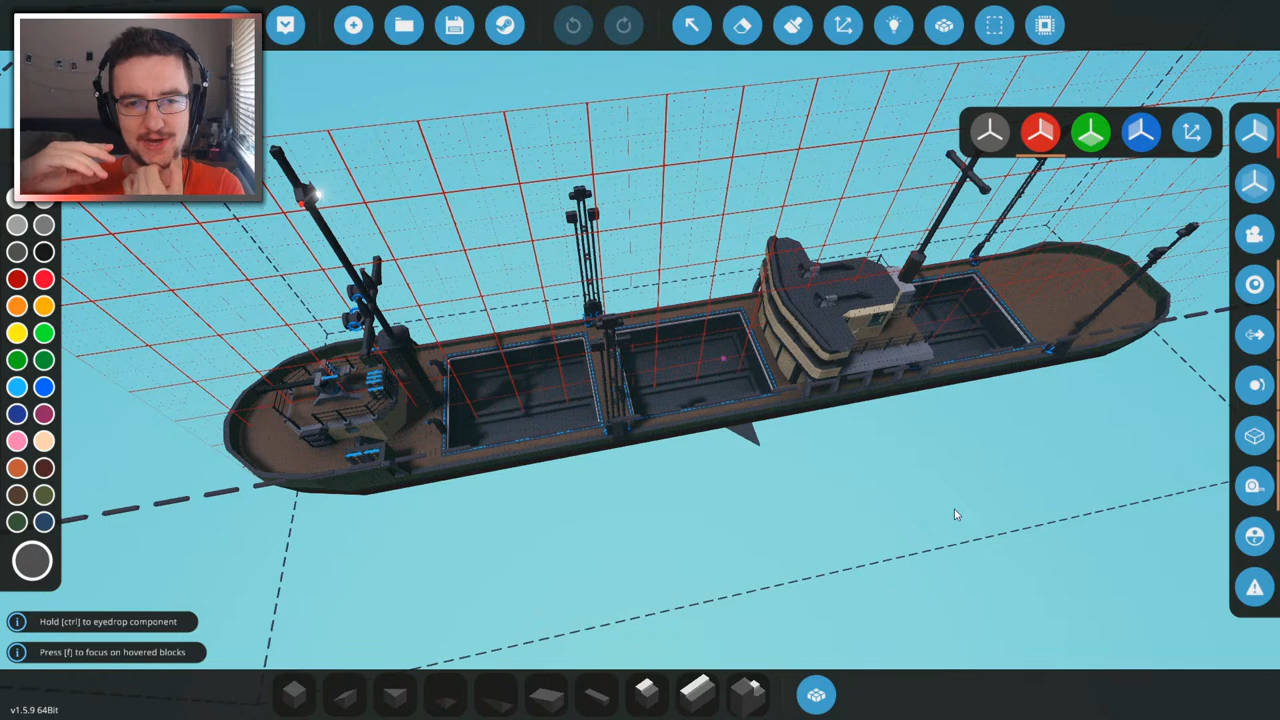 Hold [ctrl] to eyedrop component
Press [f] to focus on hovered blocks
v1.5.9 64Bit